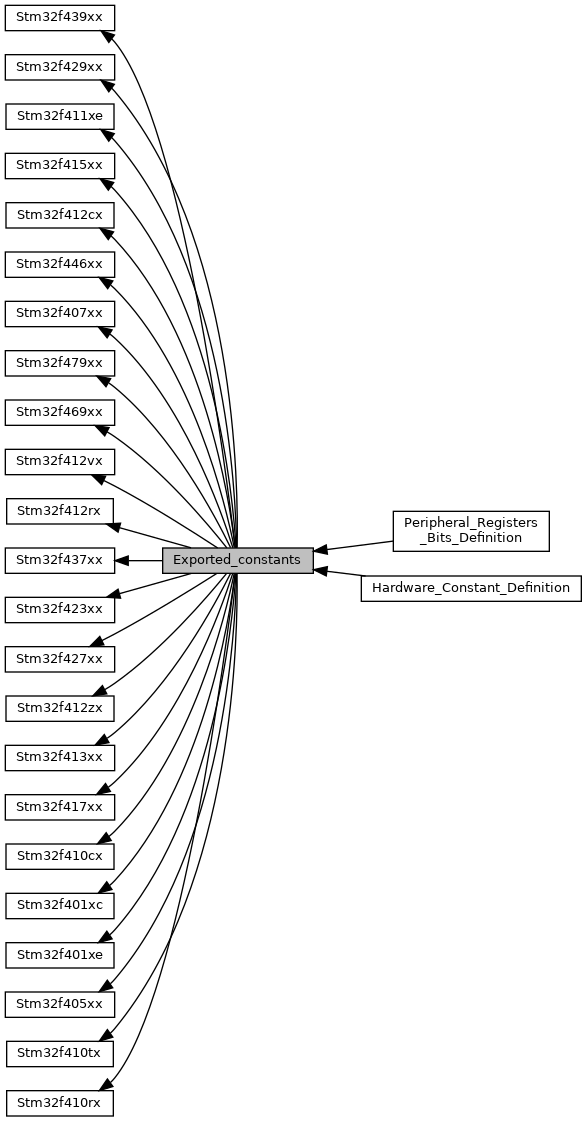 Stm32f439xx
Stm32f429xx
Stm32f411xe
Stm32f415xx
Stm32f412cx
Stm32f446xx
Stm32f407xx
Stm32f479xx
Stm32f469xx
Stm32f412vx
Stm32f412rx
Stm32f437xx
Stm32f423xx
Stm32f427xx
Stm32f412zx
Stm32f413xx
Stm32f417xx
Stm32f410cx
Stm32f401xc
Stm32f401xe
Stm32f405xx
Stm32f410tx
Stm32f410rx
Exported_constants
Peripheral_Registers
_Bits_Definition
Hardware_Constant_Definition